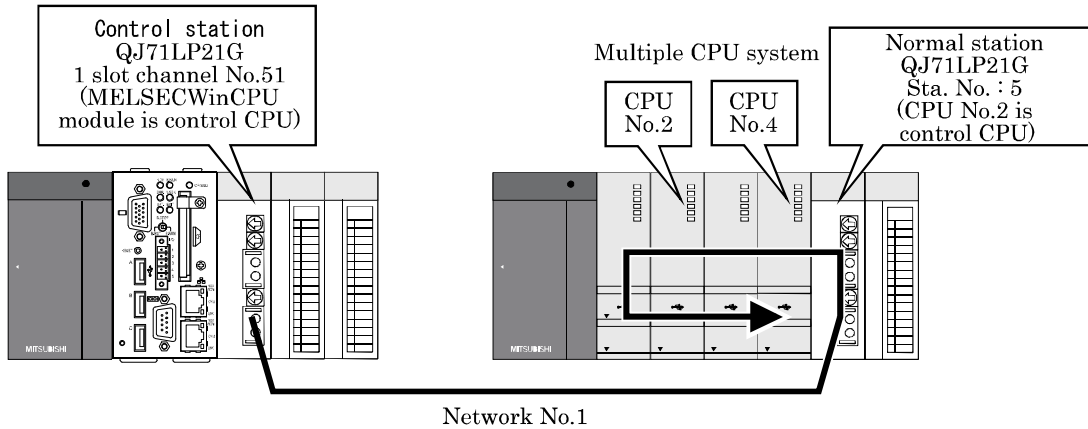 Control station
QJ71LP21G
1 slot channel No.51
(MELSECWinCPU
module is control CPU)
Multiple CPU system
CPU
No.2
CPU
No.4
Normal station
QJ71LP21G
Sta. No. : 5
(CPU No.2 is
control CPU)
A
B
C
MITSUBISHI
MITSUBISHI
Network No.1